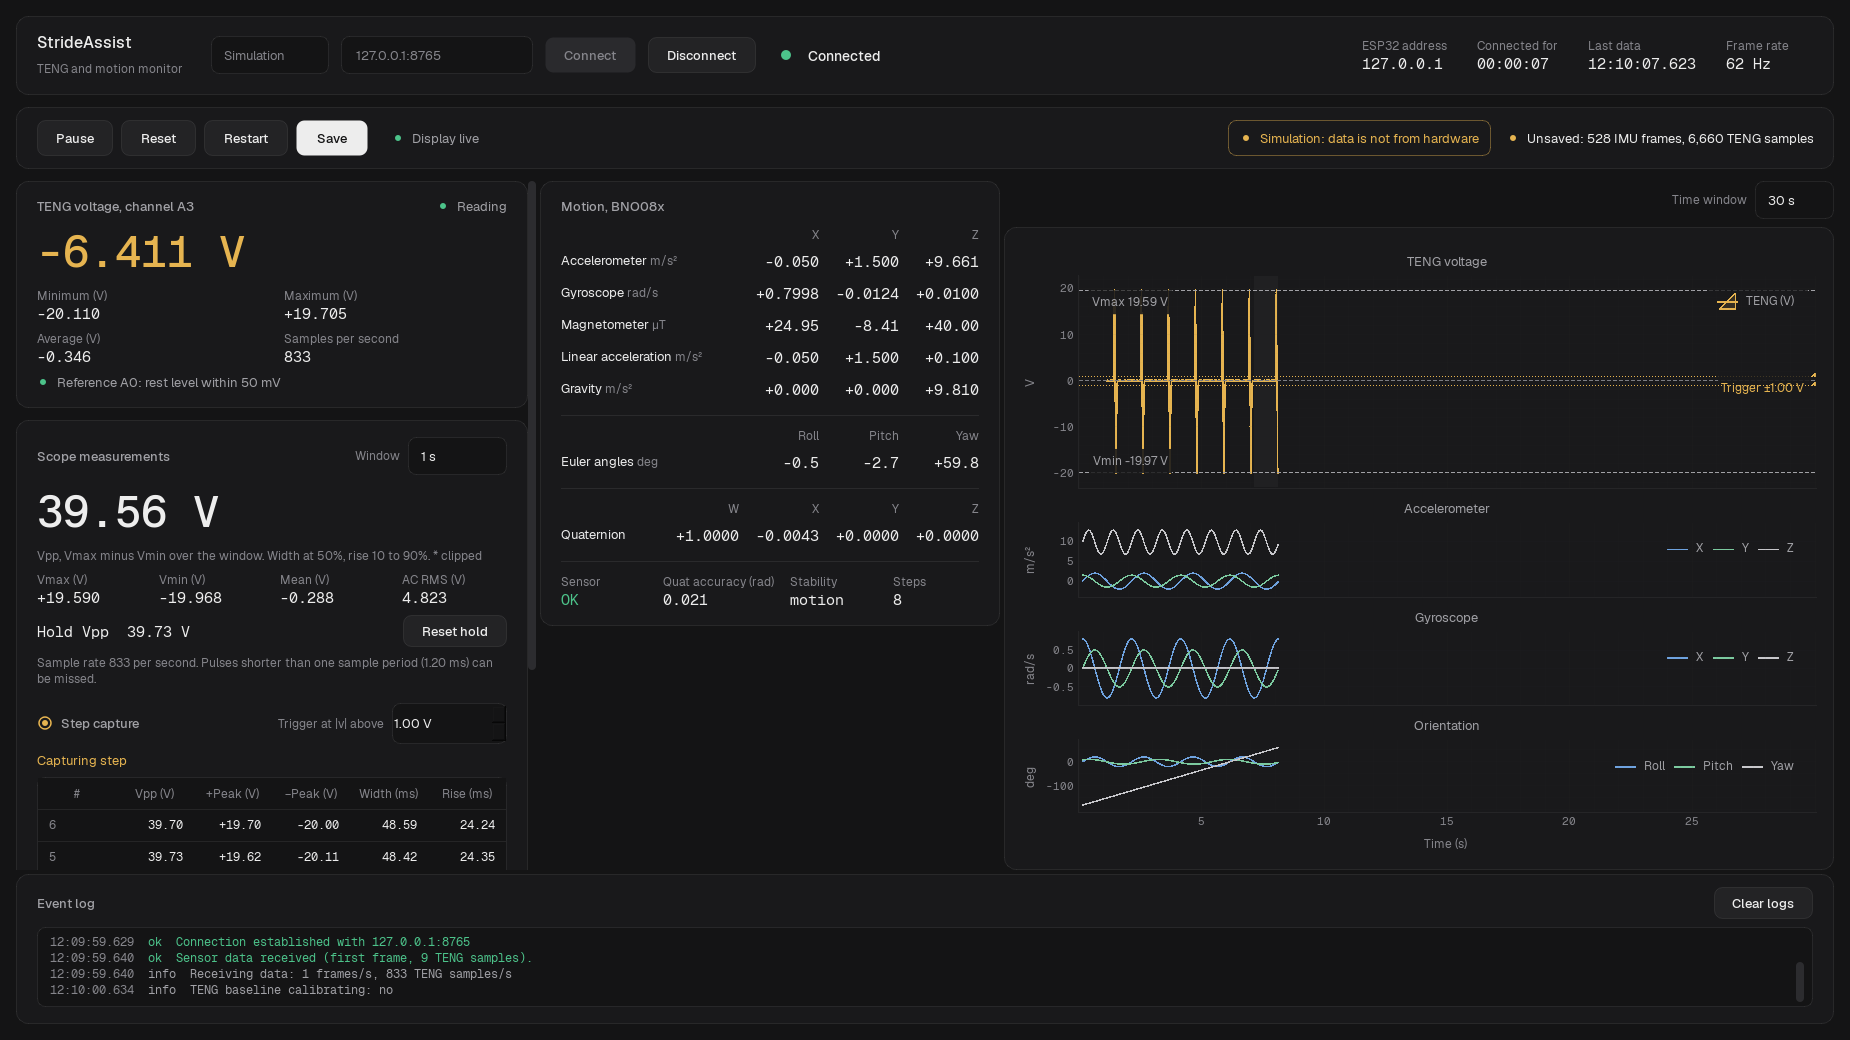 StrideAssist
TENG and motion monitor
Simulation
127.0.0.1:8765
Connect
Disconnect
Connected
ESP32 address
127.0.0.1
Connected for
00:00:07
Last data
12:10:07.623
Frame rate
62 Hz
Pause
Reset
Restart
Save
Display live
Simulation: data is not from hardware
Unsaved: 528 IMU frames, 6,660 TENG samples
TENG voltage, channel A3
Reading
-6.411 V
Minimum (V)
-20.110
Maximum (V)
+19.705
Average (V)
-0.346
Samples per second
833
Reference A0: rest level within 50 mV
Scope measurements
Window
1 s
39.56 V
Vpp, Vmax minus Vmin over the window. Width at 50%, rise 10 to 90%. * clipped
Vmax (V) Vmin (V) Mean (V) AC RMS (V)
+19.590 -19.968 -0.288 4.823
Hold Vpp 39.73 V
Reset hold
Sample rate 833 per second. Pulses shorter than one sample period (1.20 ms) can
be missed.
Step capture
Trigger at |v| above
1.00 V
Capturing step
# Vpp (V) +Peak (V) −Peak (V) Width (ms) Rise (ms)
6 39.70 +19.70 -20.00 48.59 24.24
5 39.73 +19.62 -20.11 48.42 24.35
Motion, BNO08x
X Y Z
Accelerometer m/s² -0.050 +1.500 +9.661
Gyroscope rad/s +0.7998 -0.0124 +0.0100
Magnetometer µT +24.95 -8.41 +40.00
Linear acceleration m/s² -0.050 +1.500 +0.100
Gravity m/s² +0.000 +0.000 +9.810
Roll Pitch Yaw
Euler angles deg -0.5 -2.7 +59.8
W X Y Z
Quaternion +1.0000 -0.0043 +0.0000 +0.0000
Sensor Quat accuracy (rad) Stability Steps
OK 0.021 motion 8
Time window
30 s
TENG voltage
20
10
0
-10
-20
V
Vmax 19.59 V
Vmin -19.97 V
TENG (V)
Trigger ±1.00 V
Accelerometer
10
5
0
m/s²
X Y Z
Gyroscope
0.5
0
-0.5
rad/s
X Y Z
Orientation
0
-100
deg
Roll Pitch Yaw
5 10 15 20 25
Time (s)
Event log
Clear logs
12:09:59.629 ok Connection established with 127.0.0.1:8765
12:09:59.640 ok Sensor data received (first frame, 9 TENG samples).
12:09:59.640 info Receiving data: 1 frames/s, 833 TENG samples/s
12:10:00.634 info TENG baseline calibrating: no